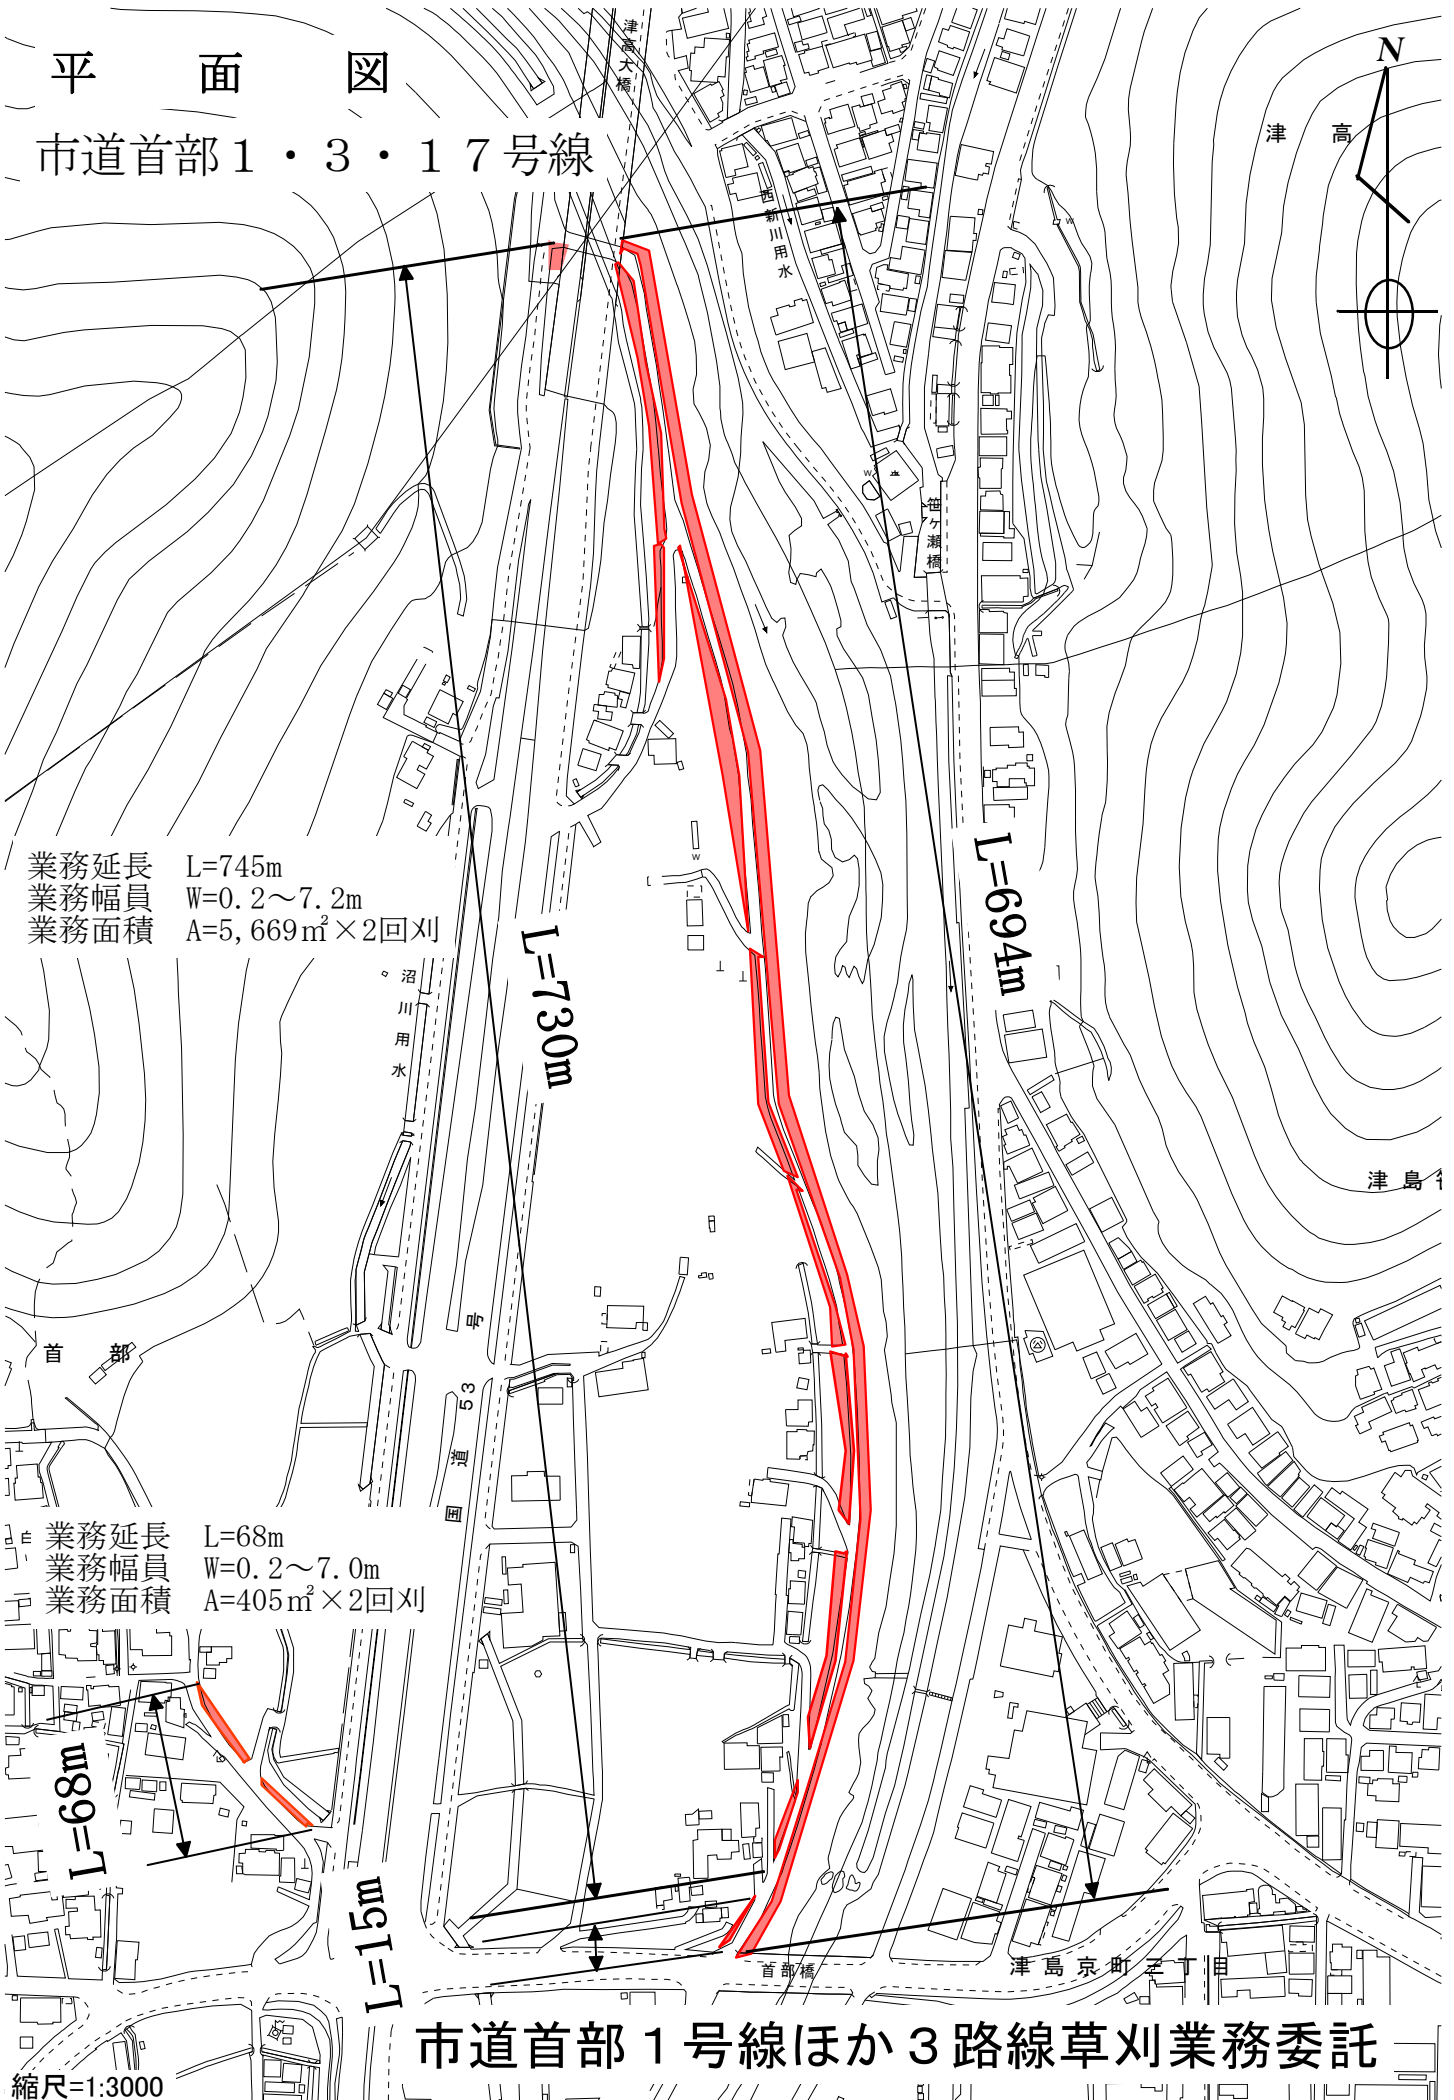 平面図
市道首部１・３・１７号線
津高大橋
N
津高
西新川用水
W
W
笹ヶ瀬橋
L=694m
業務延長　L=745m
業務幅員　W=0.2～7.2m
業務面積　A=5,669㎡×2回刈
W
L=730m
沼川用水
津島
首部
国道53号
業務延長　L=68m
業務幅員　W=0.2～7.0m
業務面積　A=405㎡×2回刈
L=68m
L=15m
首部橋
津島京町三丁目
市道首部１号線ほか３路線草刈業務委託
縮尺=1:3000